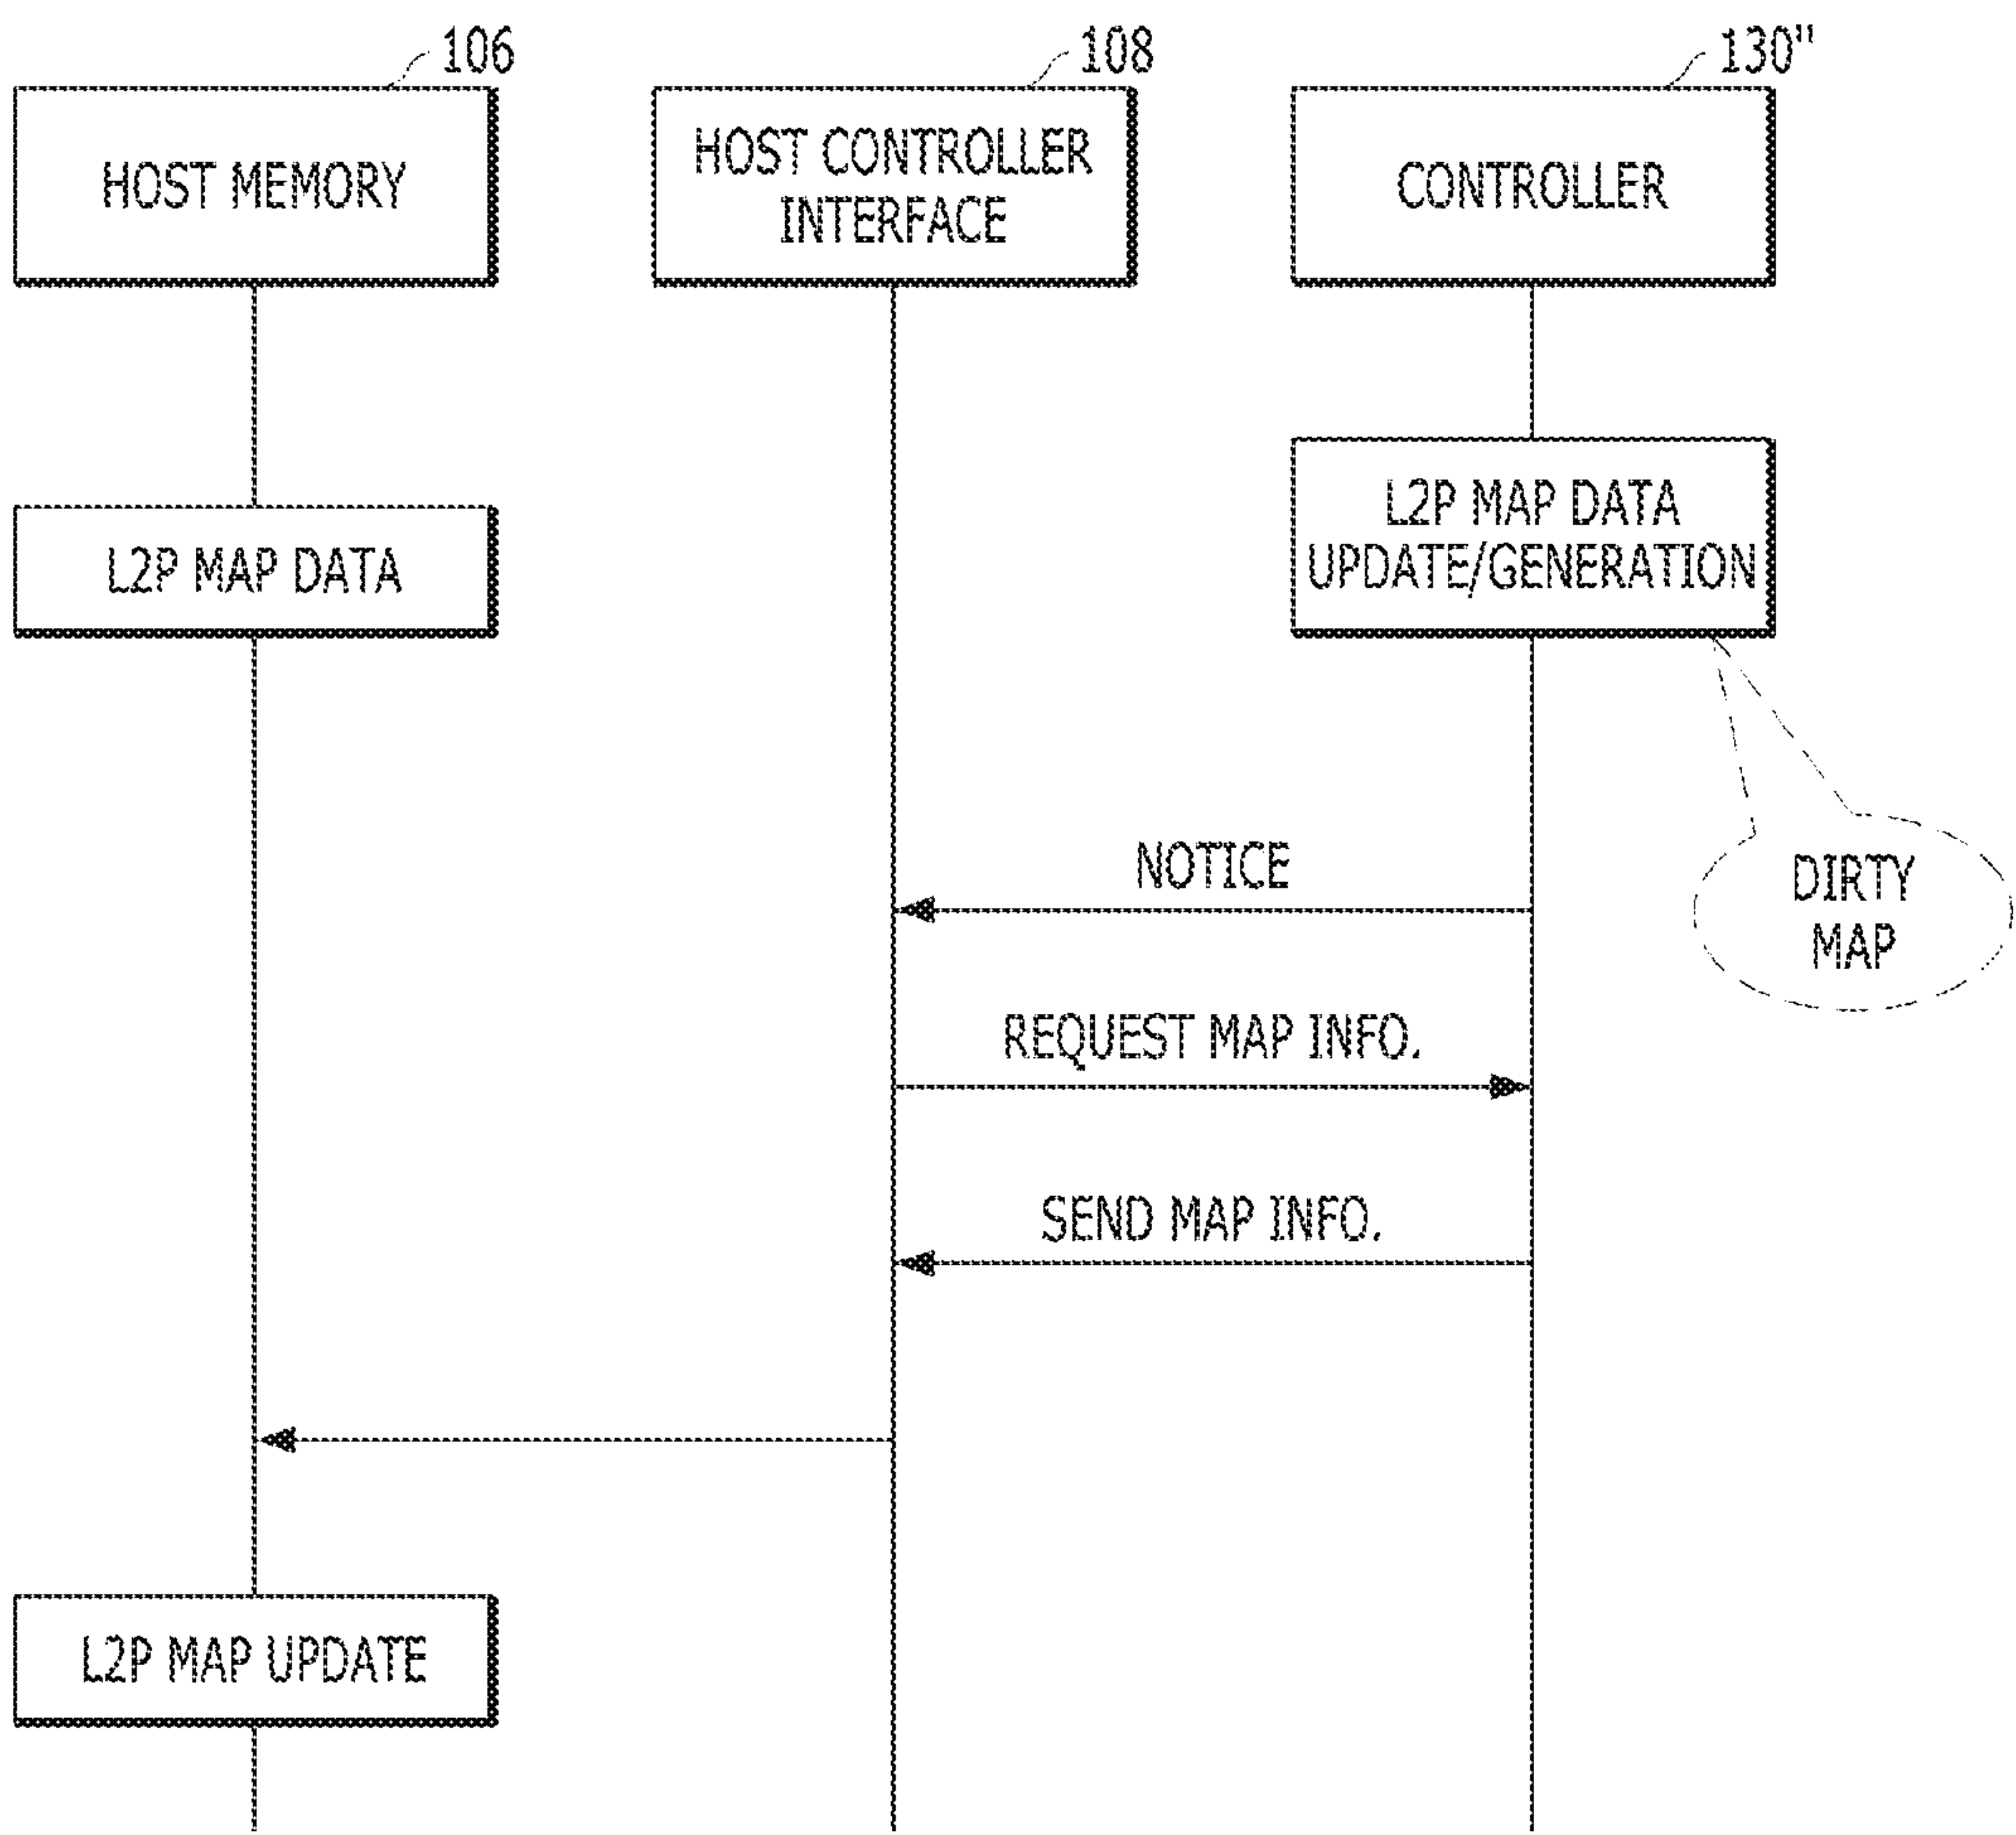 106
108
130"
HOST MEMORY
HOST CONTROLLER
INTERFACE
CONTROLLER
L2P MAP DATA
L2P MAP DATA
UPDATE/GENERATION
NOTICE
DIRTY
MAP
REQUEST MAP INFO.
SEND MAP INFO.
L2P MAP UPDATE